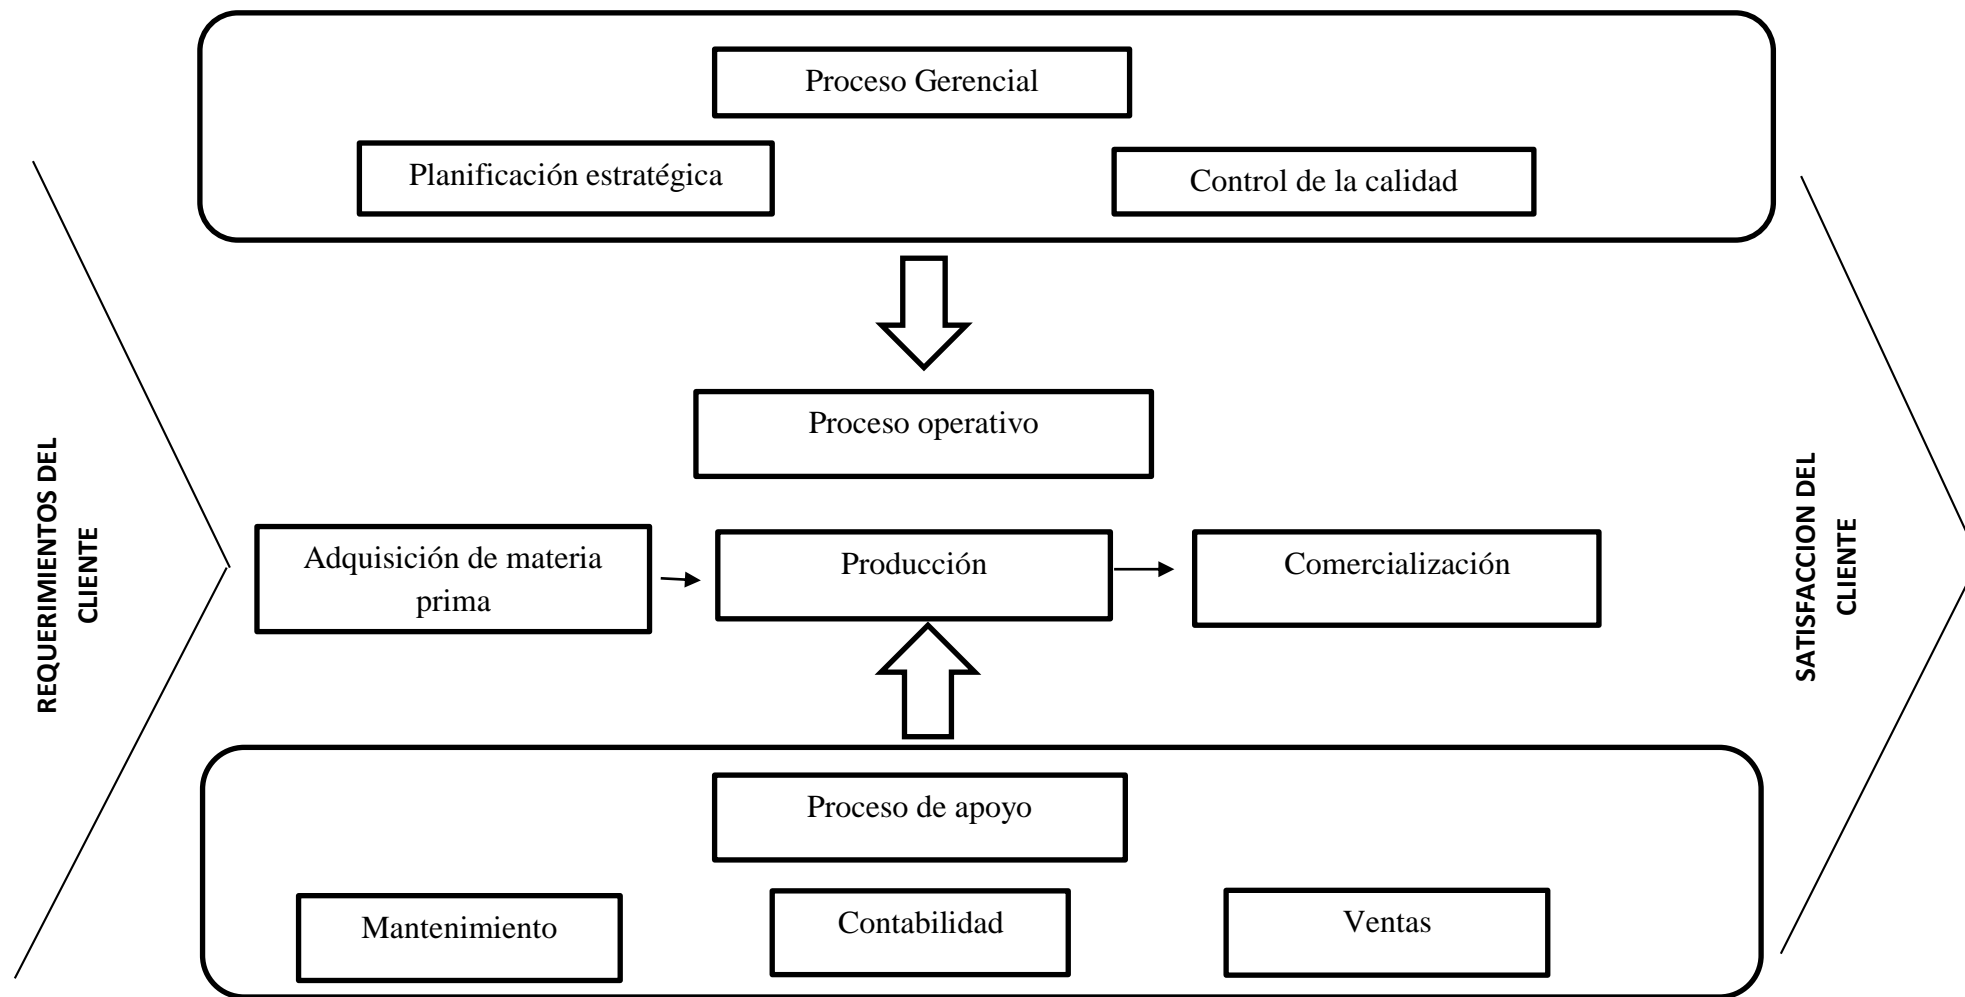 Proceso Gerencial
Planificación estratégica
Control de la calidad
REQUERIMIENTOS DEL
CLIENTE
Proceso operativo
Adquisición de materia
prima
Producción
Comercialización
SATISFACCION DEL
CLIENTE
Proceso de apoyo
Mantenimiento
Contabilidad
Ventas